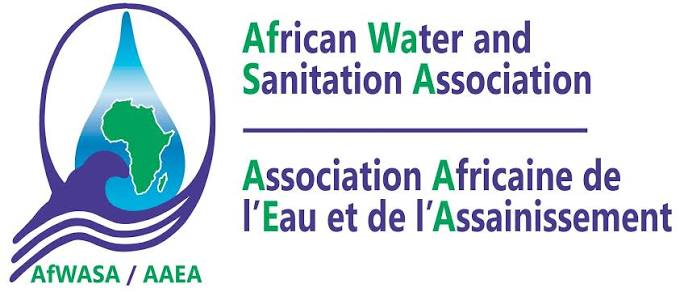 African Water and
Sanitation Association
Association Africaine de
l'Eau et de l'Assainissement
AfWASA / AAEA